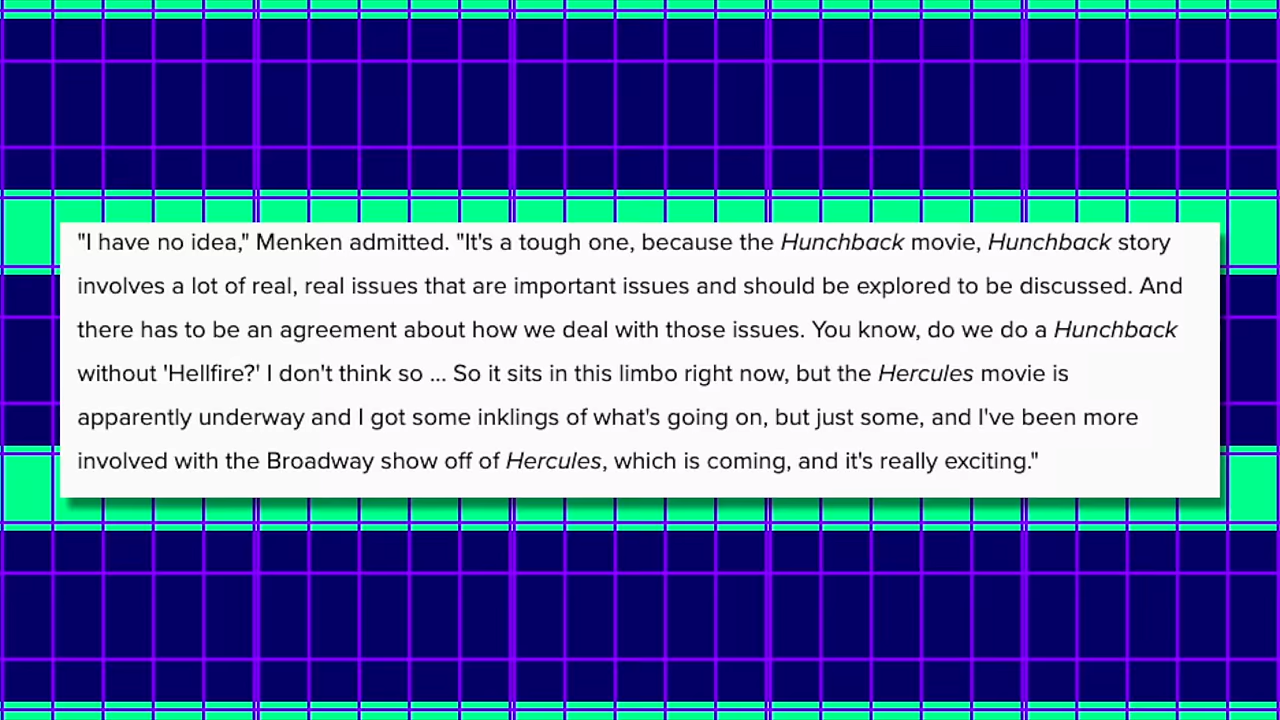 "I have no idea," Menken admitted. "It's a tough one, because the Hunchback movie, Hunchback story
involves a lot of real, real issues that are important issues and should be explored to be discussed. And
there has to be an agreement about how we deal with those issues. You know, do we do a Hunchback
without 'Hellfire?' I don't think so ... So it sits in this limbo right now, but the Hercules movie is
apparently underway and I got some inklings of what's going on, but just some, and I've been more
involved with the Broadway show off of Hercules, which is coming, and it's really exciting."